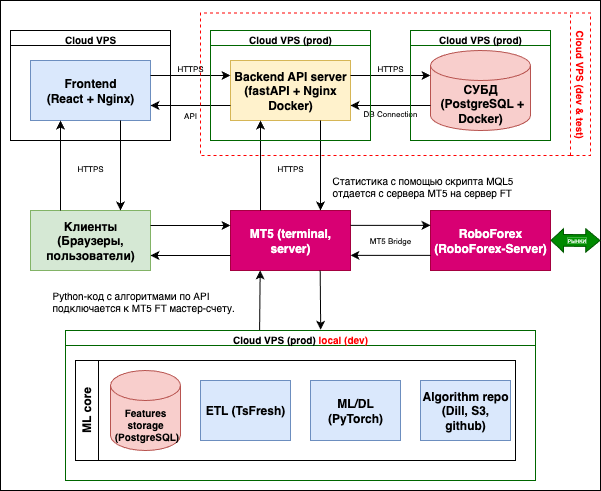 Cloud VPS
Cloud VPS (prod)
Cloud VPS (prod)
Cloud VPS (dev & test)
Frontend
(React + Nginx)
HTTPS
API
Backend API server
(fastAPI + Nginx
Docker)
HTTPS
DB Connection
СУБД
(PostgreSQL +
Docker)
HTTPS
HTTPS
Статистика с помощью скрипта MQL5
отдается с сервера MT5 на сервер FT
Клиенты
(Браузеры,
пользователи)
MT5 (terminal,
server)
MT5 Bridge
RoboForex
(RoboForex-Server)
РЫНКИ
Python-код с алгоритмами по API
подключается к MT5 FT мастер-счету.
Cloud VPS (prod) local (dev)
ML core
Features
storage
(PostgreSQL)
ETL (TsFresh)
ML/DL
(PyTorch)
Algorithm repo
(Dill, S3,
github)